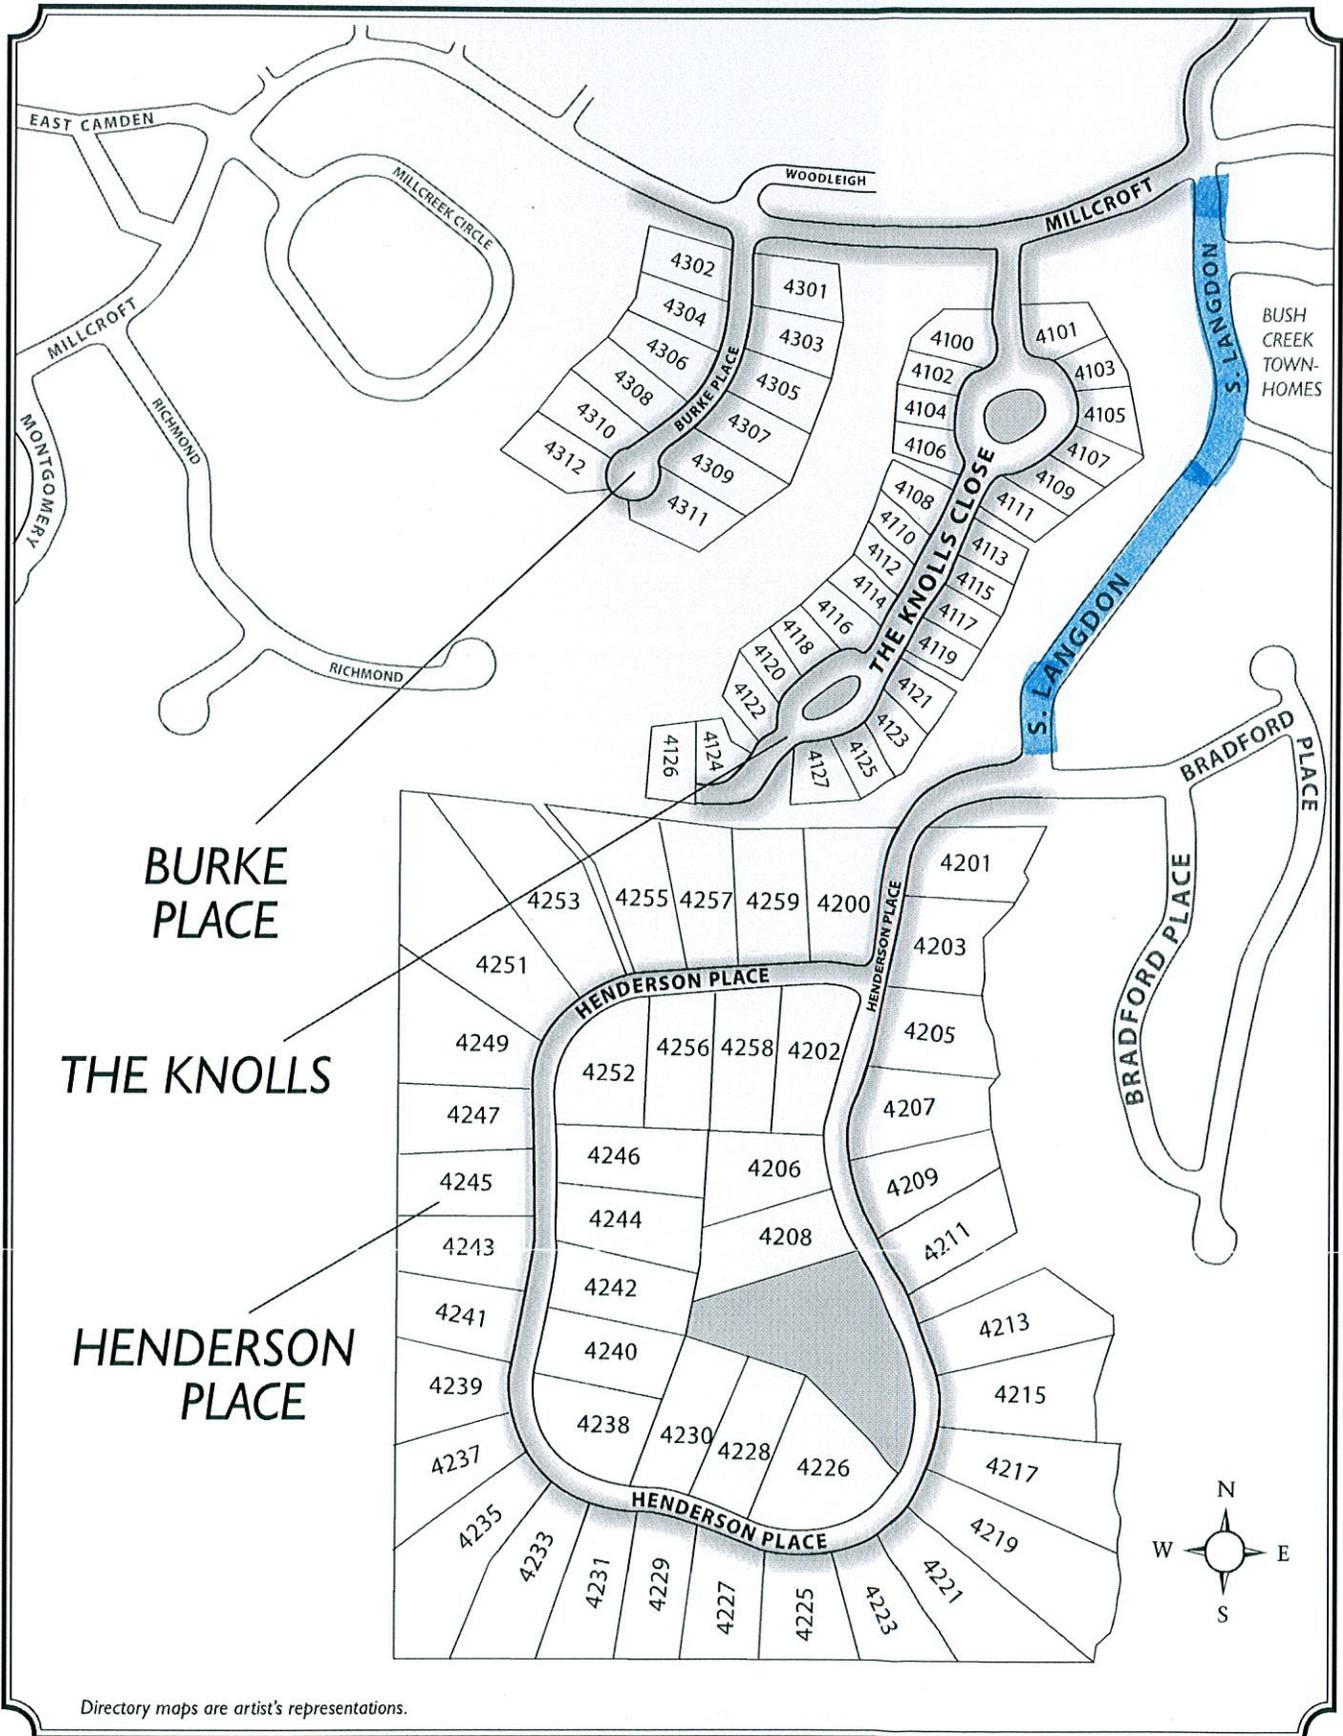 EAST CAMDEN
MILLCREEK CIRCLE
WOODLEIGH
MILLCROFT
MILLCROFT
RICHMOND
MONTGOMERY
RICHMOND
4302
4304
4306
4308
4310
4312
BURKE PLACE
4301
4303
4305
4307
4309
4311
4100
4102
4104
4106
4108
4110
4112
4114
4116
4118
4120
4122
4124
4126
THE KNOLLS CLOSE
4101
4103
4105
4107
4109
4111
4113
4115
4117
4119
4121
4123
4125
4127
S. LANGDON
BUSH
CREEK
TOWN-
HOMES
S. LANGDON
BRADFORD
PLACE
BRADFORD PLACE
BURKE
PLACE
THE KNOLLS
HENDERSON
PLACE
4253
4255
4257
4259
4200
HENDERSON PLACE
4201
4203
4205
4207
4209
4211
4213
4215
4217
4219
4221
4223
4225
4227
4229
4231
4233
4235
4237
4239
4241
4243
4245
4247
4249
4251
HENDERSON PLACE
4252
4256
4258
4202
4246
4206
4244
4208
4242
4240
4238
4230
4228
4226
HENDERSON PLACE
N
W
E
S
Directory maps are artist's representations.